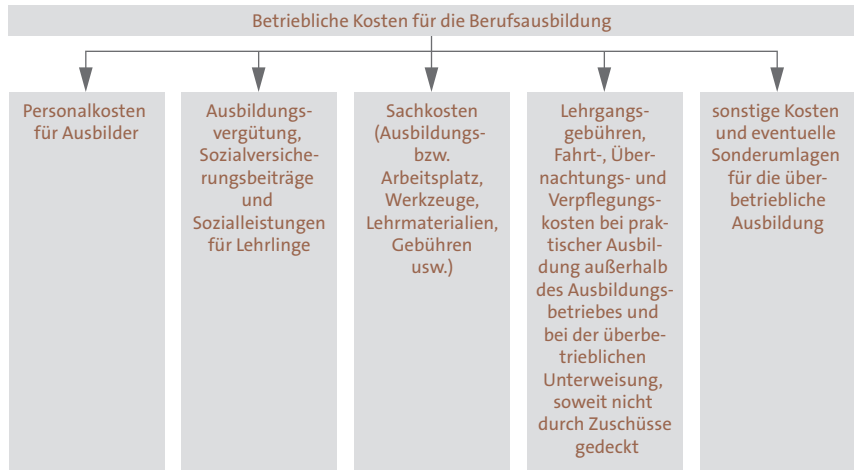 Betriebliche Kosten für die Berufsausbildung
Personalkosten
für Ausbilder
Ausbildungs-
vergütung,
Sozialversiche-
rungsbeiträge
und
Sozialleistungen
für Lehrlinge
Sachkosten
(Ausbildungs-
bzw.
Arbeitsplatz,
Werkzeuge,
Lehrmaterialien,
Gebühren
usw.)
Lehrgangs-
gebühren,
Fahrt-, Über-
nachtungs- und
Verpflegungs-
kosten bei prak-
tischer Ausbil-
dung außerhalb
des Ausbildungs-
betriebes und
bei der überbe-
trieblichen
Unterweisung,
soweit nicht
durch Zuschüsse
gedeckt
sonstige Kosten
und eventuelle
Sonderumlagen
für die über-
betriebliche
Ausbildung